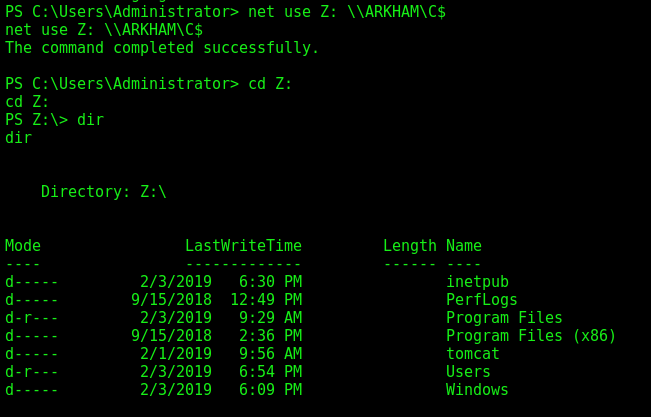 PS C:\Users\Administrator> net use Z: \\ARKHAM\C$
net use Z: \\ARKHAM\C$
The command completed successfully.
PS C:\Users\Administrator> cd Z:
cd Z:
PS Z:\> dir
dir
    Directory: Z:\
Mode                LastWriteTime         Length Name
----                -------------         ------ ----
d-----         2/3/2019   6:30 PM                inetpub
d-----        9/15/2018  12:49 PM                PerfLogs
d-r---         2/3/2019   9:29 AM                Program Files
d-----        9/15/2018   2:36 PM                Program Files (x86)
d-----         2/1/2019   9:56 AM                tomcat
d-r---         2/3/2019   6:54 PM                Users
d-----         2/3/2019   6:09 PM                Windows